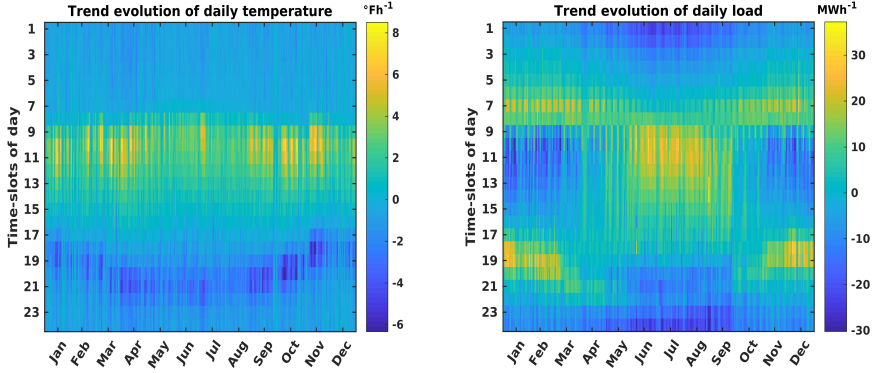 Trend evolution of daily temperature
°Fh⁻¹
Time-slots of day
1
3
5
7
9
11
13
15
17
19
21
23
Jan
Feb
Mar
Apr
May
Jun
Jul
Aug
Sep
Oct
Nov
Dec
8
6
4
2
0
-2
-4
-6
Trend evolution of daily load
MWh⁻¹
Time-slots of day
1
3
5
7
9
11
13
15
17
19
21
23
Jan
Feb
Mar
Apr
May
Jun
Jul
Aug
Sep
Oct
Nov
Dec
30
20
10
0
-10
-20
-30